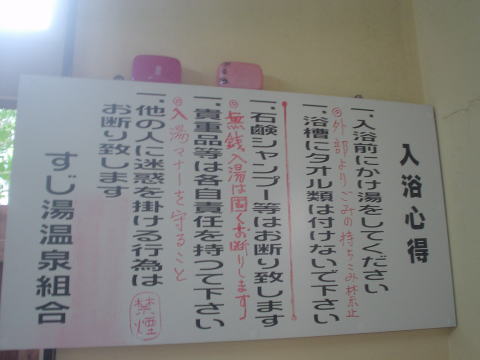 入浴心得
一.入浴前にかけ湯をしてください
◎外部よりごみの持ちこみ禁止
一.浴槽にタオル類は付けないで下さい
一.石鹸シャンプー等はお断り致します
◎無銭入湯は固くお断りします
一.貴重品等は各自責任を持つて下さい
◎入湯マナーを守ること
一.他の人に迷惑を掛ける行為は
お断り致します
禁煙
すじ湯温泉組合